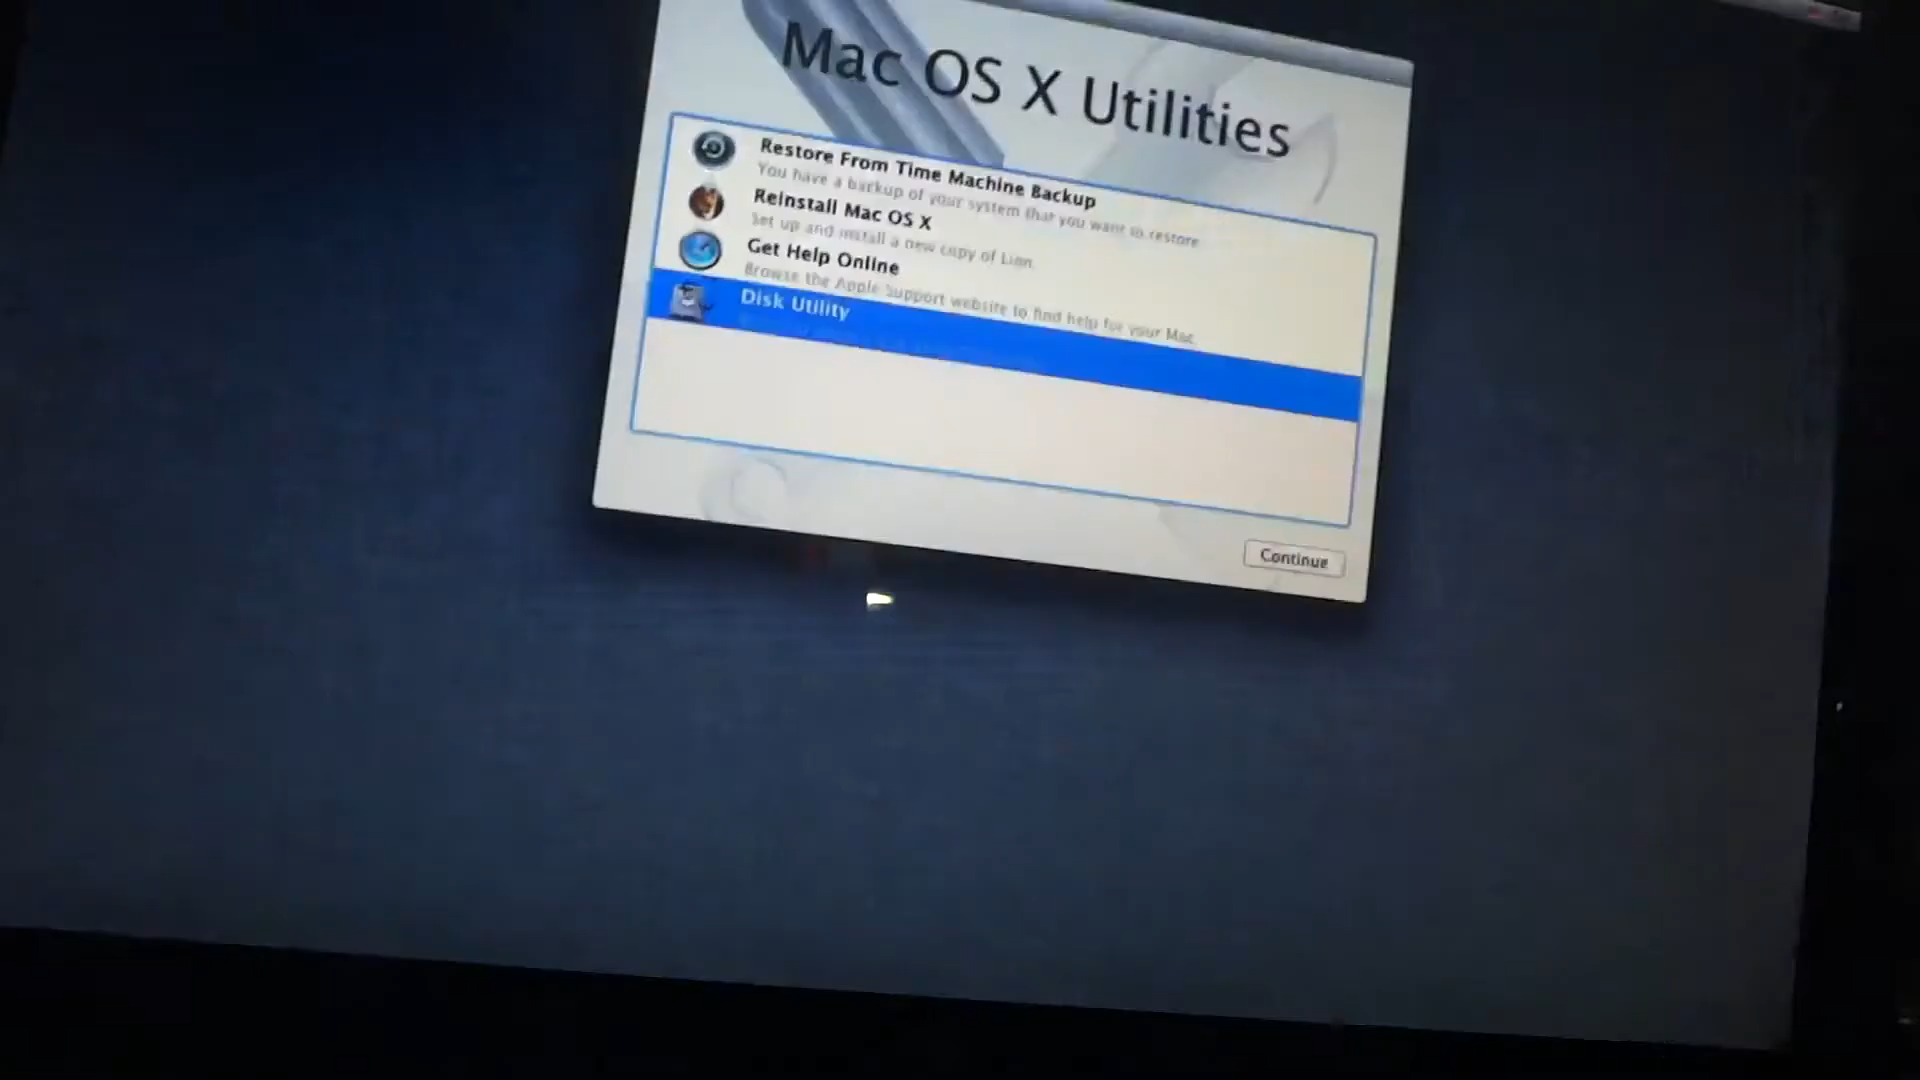 Mac OS X Utilities
Restore From Time Machine Backup
You have a backup of your system that you want to restore.
Reinstall Mac OS X
Set up and install a new copy of Lion.
Get Help Online
Browse the Apple Support website to find help for your Mac.
Disk Utility
Continue